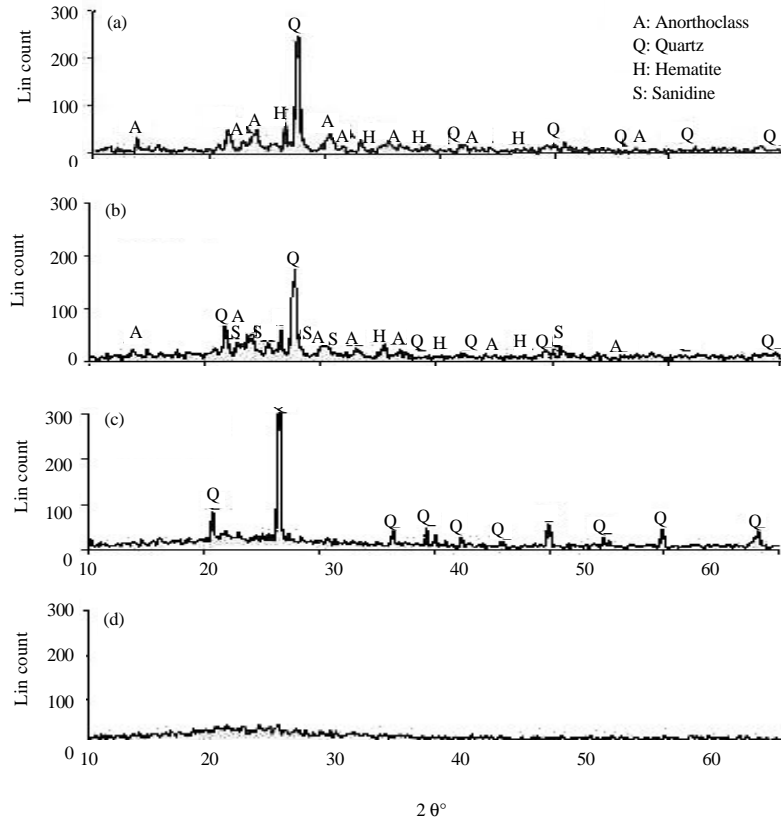 (a)
A: Anorthoclass
Q: Quartz
H: Hematite
S: Sanidine
Lin count
300
200
100
0
A A A H Q A A H A H Q A H Q Q A Q Q
(b)
Lin count
300
200
100
0
A Q S A S Q S A S A H A Q H Q A H Q S A Q
(c)
Lin count
300
200
100
0
Q Q Q Q Q Q Q Q
10 20 30 40 50 60
(d)
Lin count
300
200
100
0
10 20 30 40 50 60
2 θ°